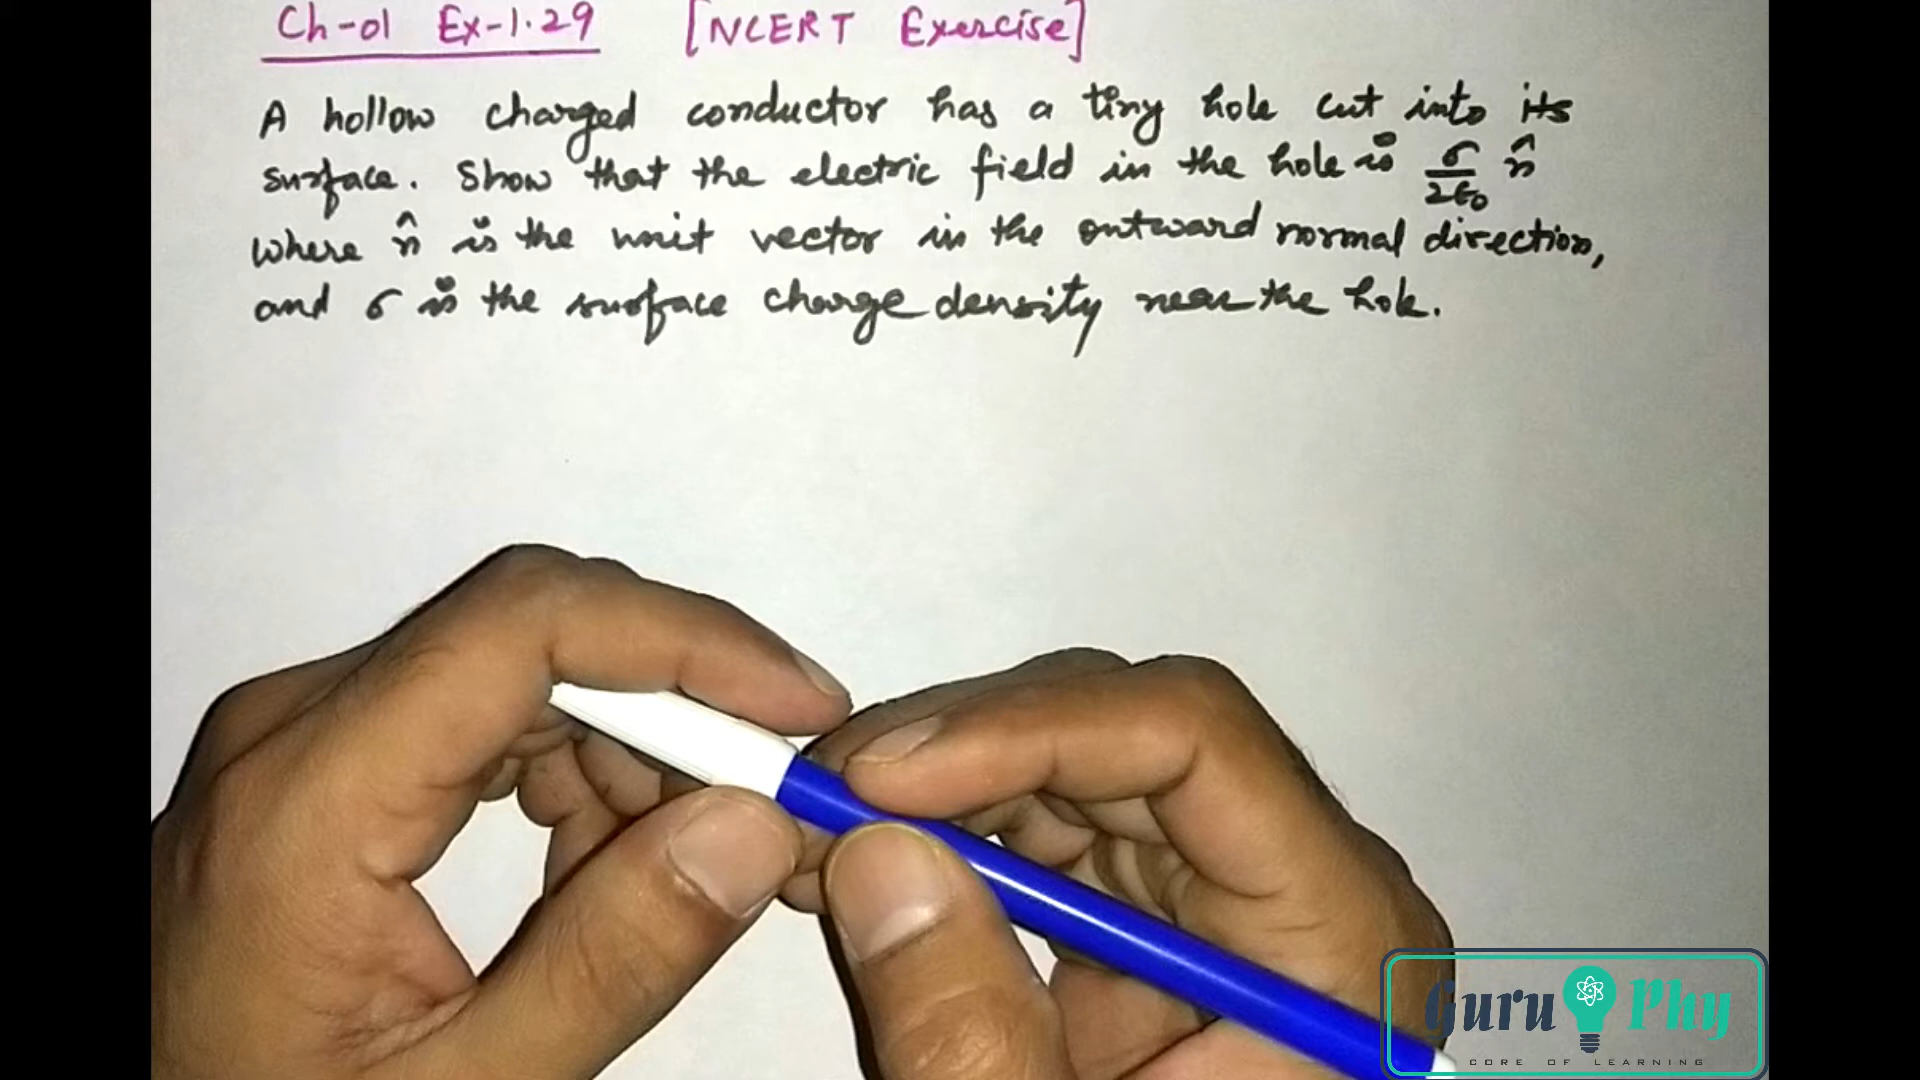 Ch-01 Ex-1.29 [NCERT Exercise]
A hollow charged conductor has a tiny hole cut into its
surface. Show that the electric field in the hole is σ/2ε₀ n̂
where n̂ is the unit vector in the outward normal direction,
and σ is the surface charge density near the hole.
Guru Phy
CORE OF LEARNING